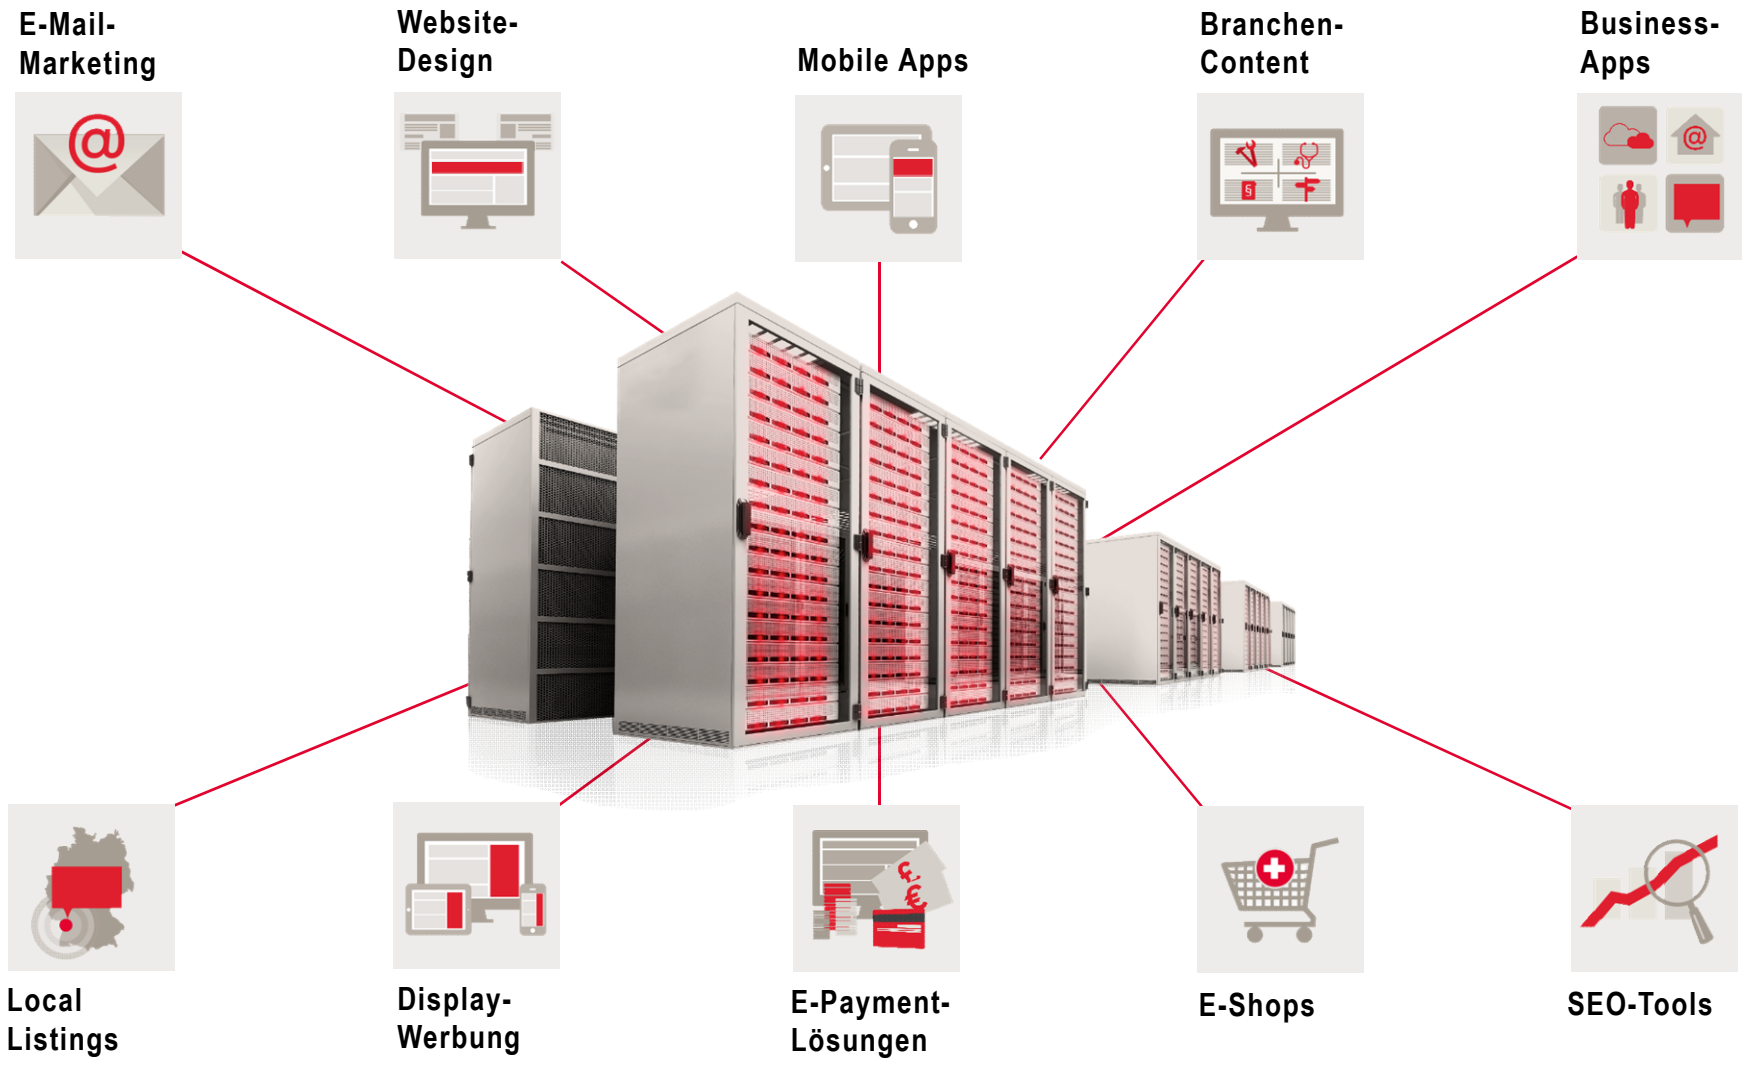 E-Mail-
Marketing
Website-
Design
Mobile Apps
Branchen-
Content
Business-
Apps
@
@
§
£
€
Local
Listings
Display-
Werbung
E-Payment-
Lösungen
E-Shops
SEO-Tools